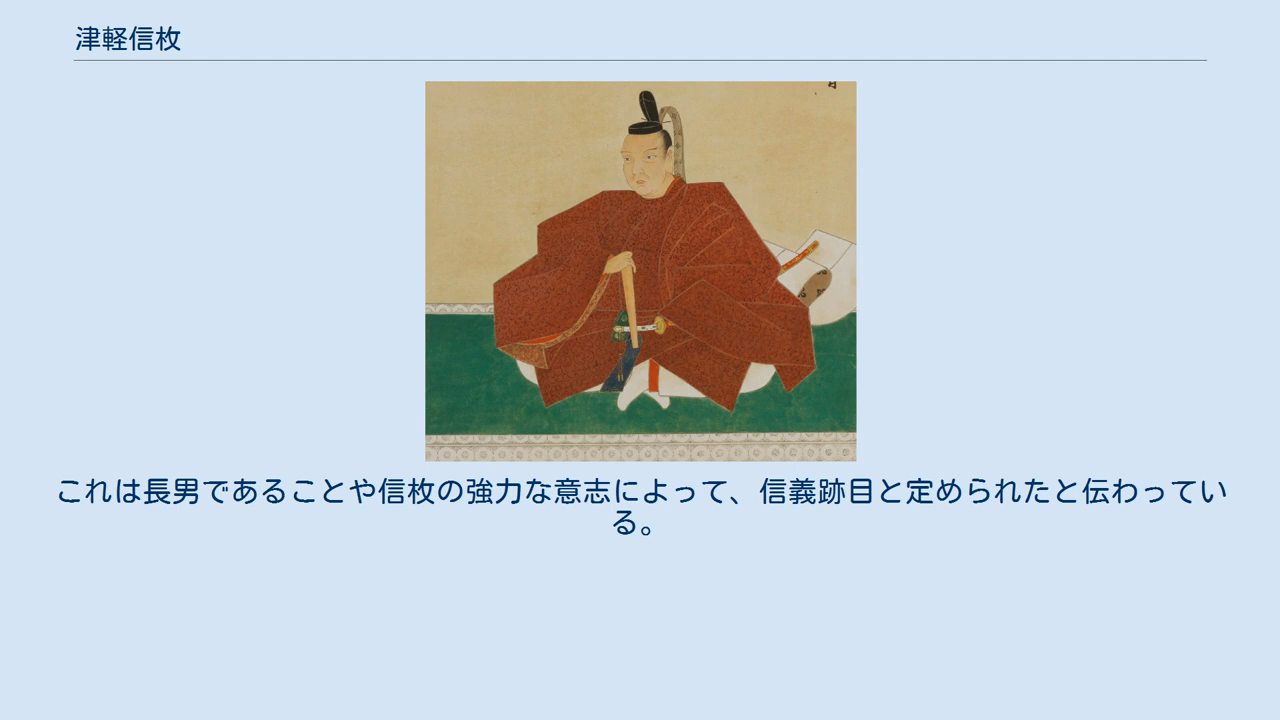 津軽信枚
これは長男であることや信枚の強力な意志によって、信義跡目と定められたと伝わってい
る。